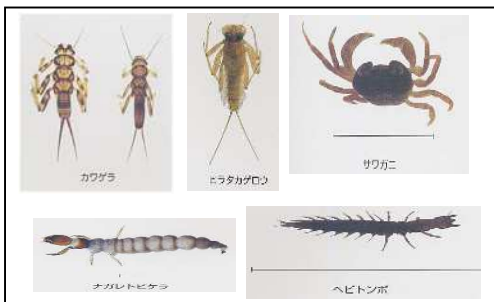 カワゲラ
ヒラタカゲロウ
サワガニ
ナガレトビケラ
ヘビトンボ